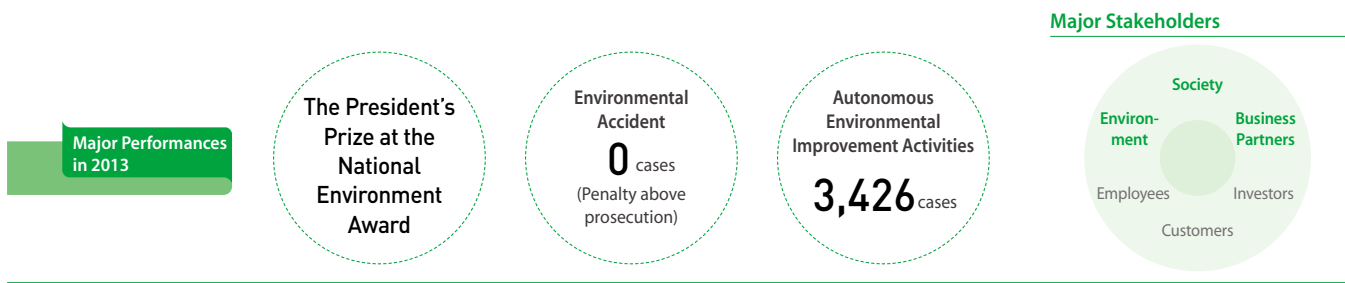 Major Performances
in 2013
The President's
Prize at the
National
Environment
Award
Environmental
Accident
0 cases
(Penalty above
prosecution)
Autonomous
Environmental
Improvement Activities
3,426 cases
Major Stakeholders
Society
Environ-
ment
Business
Partners
Employees
Investors
Customers